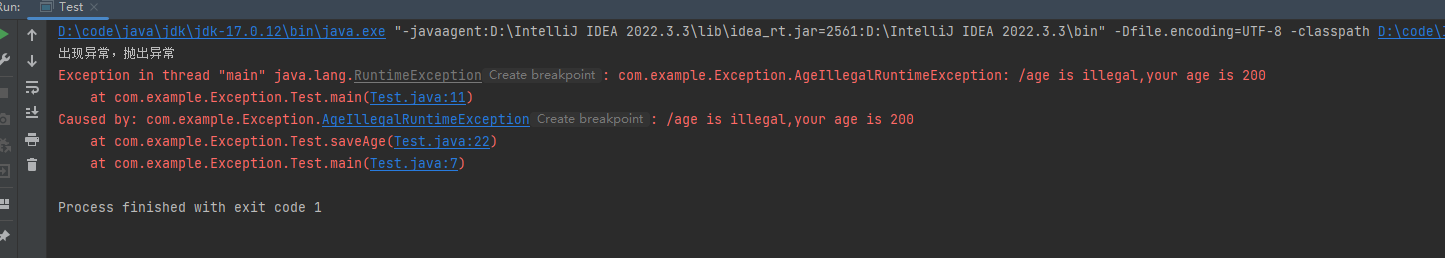 Run: Test
D:\code\java\jdk\jdk-17.0.12\bin\java.exe "-javaagent:D:\IntelliJ IDEA 2022.3.3\lib\idea_rt.jar=2561:D:\IntelliJ IDEA 2022.3.3\bin" -Dfile.encoding=UTF-8 -classpath D:\code\
出现异常,抛出异常
Exception in thread "main" java.lang.RuntimeException Create breakpoint : com.example.Exception.AgeIllegalRuntimeException: /age is illegal,your age is 200
at com.example.Exception.Test.main(Test.java:11)
Caused by: com.example.Exception.AgeIllegalRuntimeException Create breakpoint : /age is illegal,your age is 200
at com.example.Exception.Test.saveAge(Test.java:22)
at com.example.Exception.Test.main(Test.java:7)
Process finished with exit code 1